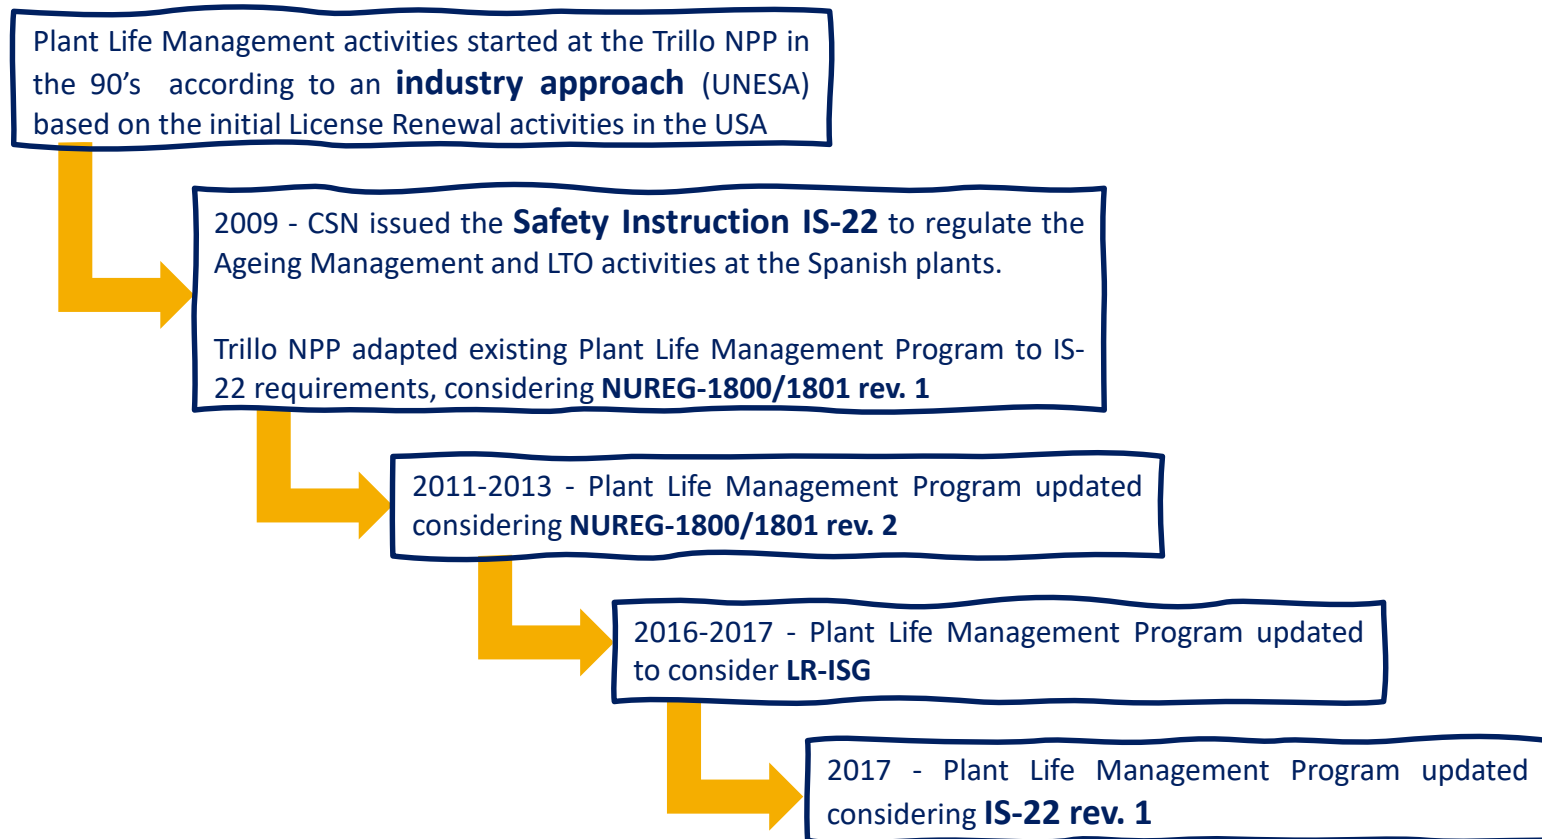 Plant Life Management activities started at the Trillo NPP in
the 90’s according to an industry approach (UNESA)
based on the initial License Renewal activities in the USA
2009 - CSN issued the Safety Instruction IS-22 to regulate the
Ageing Management and LTO activities at the Spanish plants.
Trillo NPP adapted existing Plant Life Management Program to IS-
22 requirements, considering NUREG-1800/1801 rev. 1
2011-2013 - Plant Life Management Program updated
considering NUREG-1800/1801 rev. 2
2016-2017 - Plant Life Management Program updated
to consider LR-ISG
2017 - Plant Life Management Program updated
considering IS-22 rev. 1